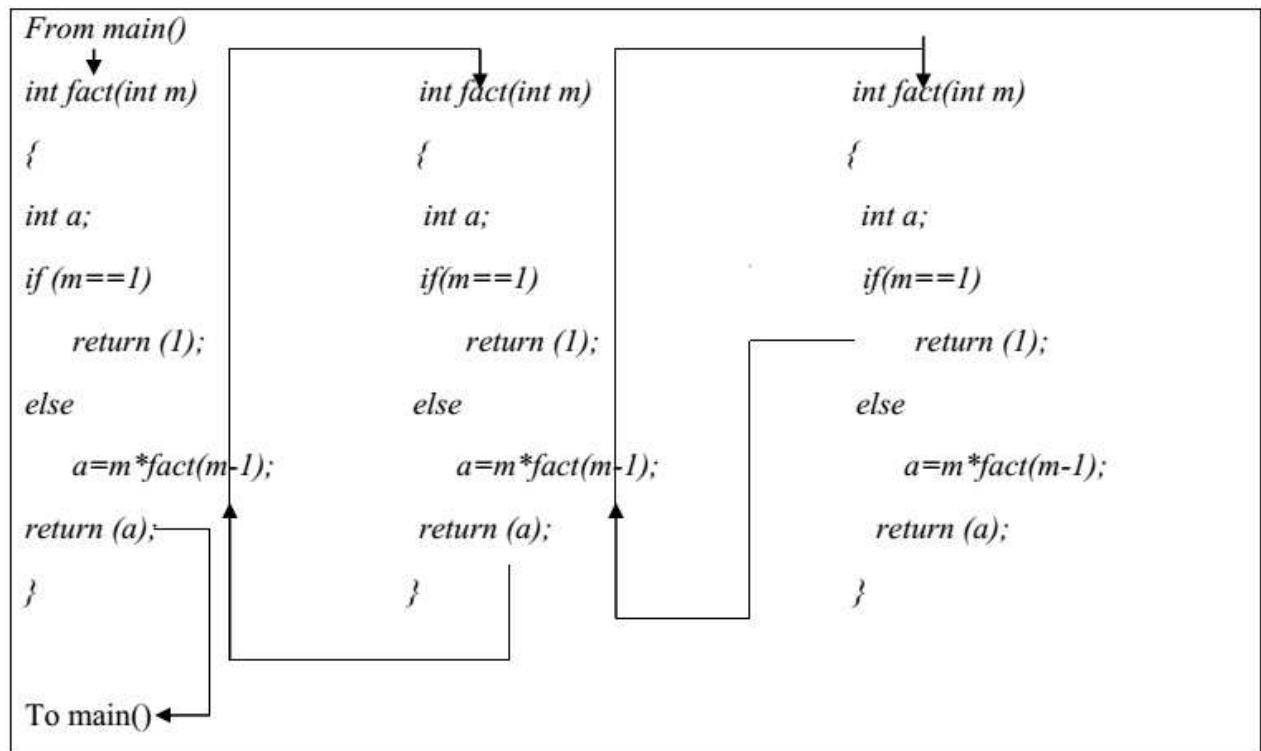 From main()
int fact(int m)
{
int a;
if (m==1)
return (1);
else
a=m*fact(m-1);
return (a);
}
To main()
int fact(int m)
{
int a;
if(m==1)
return (1);
else
a=m*fact(m-1);
return (a);
}
int fact(int m)
{
int a;
if(m==1)
return (1);
else
a=m*fact(m-1);
return (a);
}